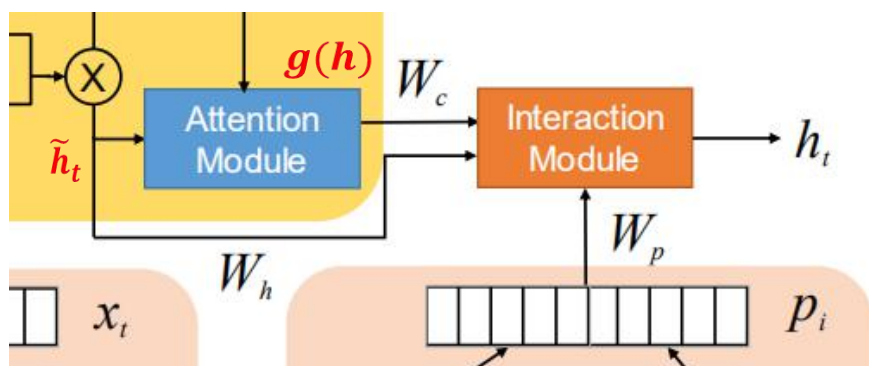 X
g(h)
W_c
Attention
Module
Interaction
Module
h_t
h̃_t
W_h
W_p
x_t
p_i